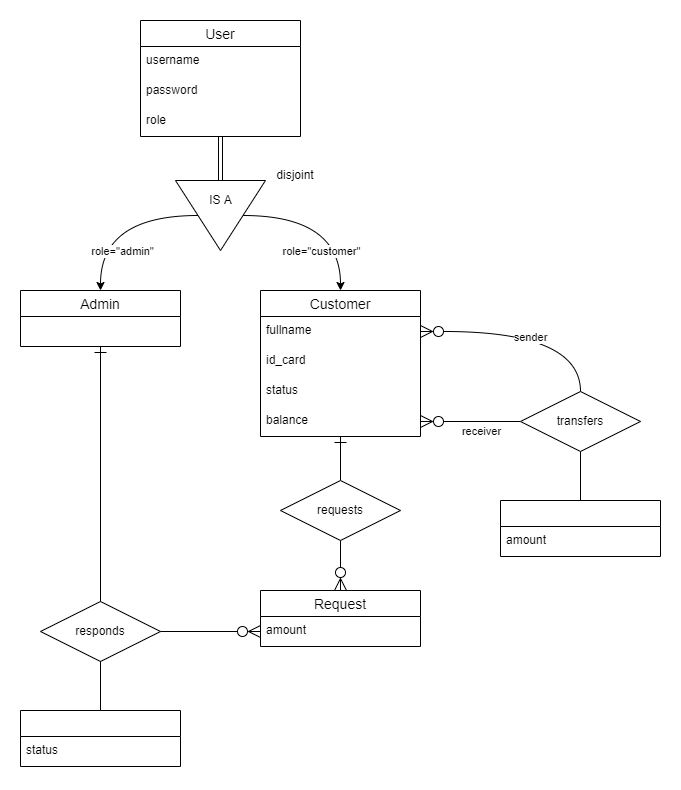 User
username
password
role
disjoint
IS A
role="admin"
role="customer"
Admin
Customer
fullname
id_card
status
balance
sender
transfers
receiver
requests
amount
Request
amount
responds
status